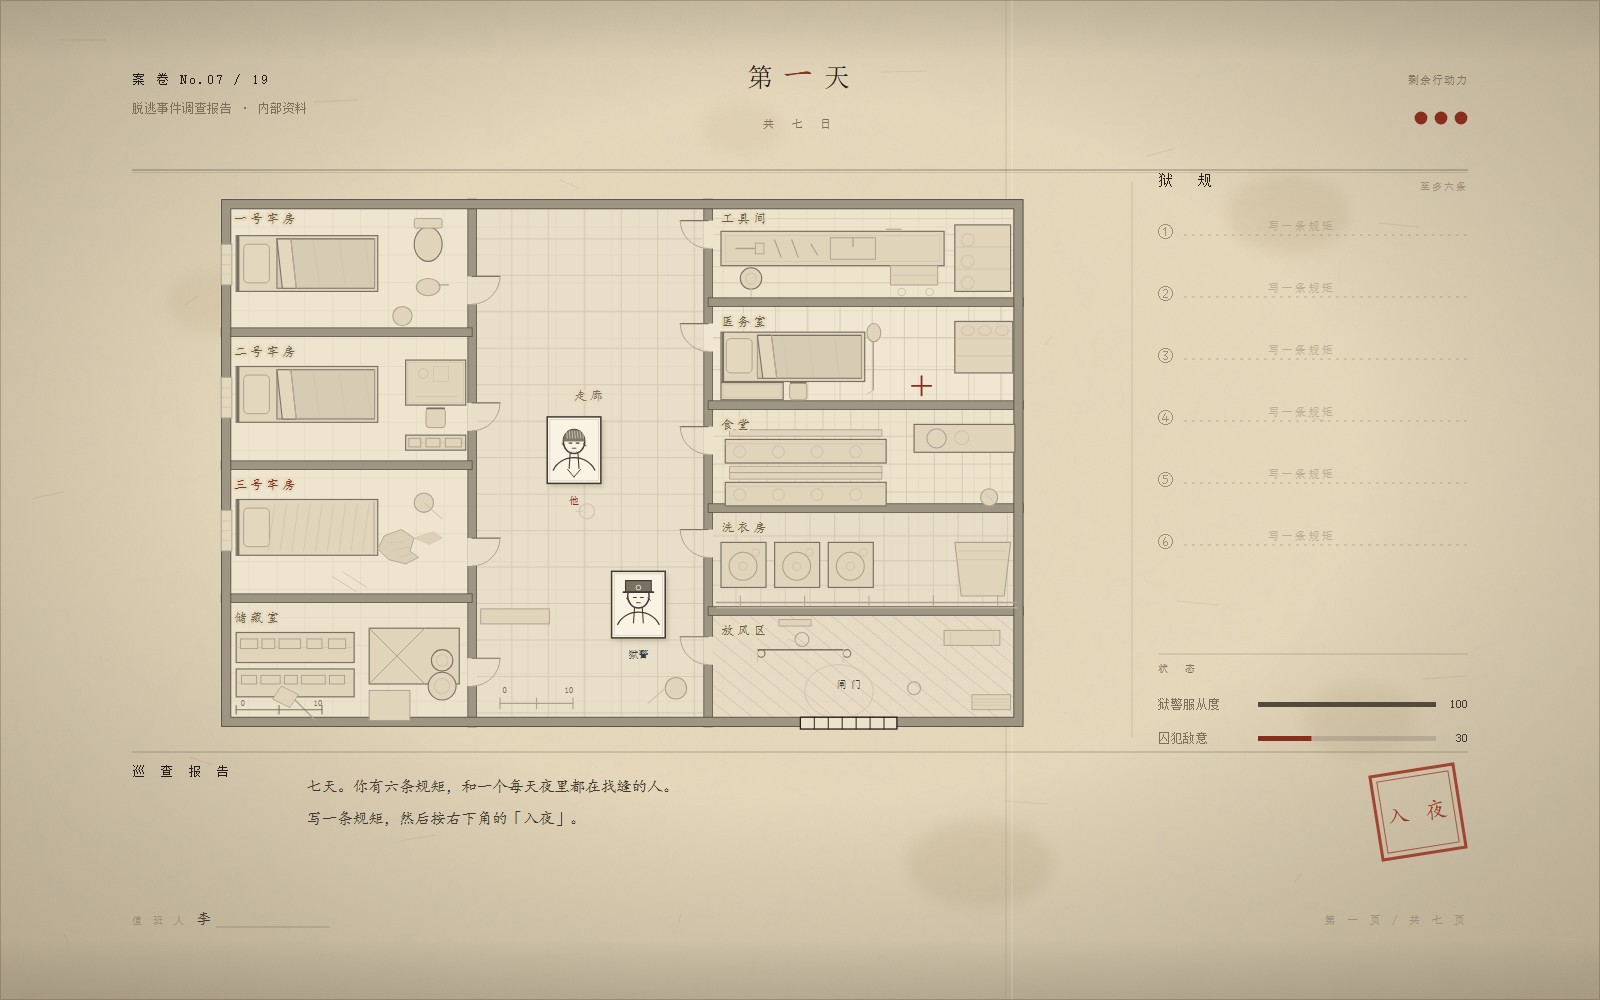 案卷 No.07 / 19
脱逃事件调查报告 · 内部资料
第一天
共七日
剩余行动力
狱规
至多六条
① 写一条规矩
② 写一条规矩
③ 写一条规矩
④ 写一条规矩
⑤ 写一条规矩
⑥ 写一条规矩
一号牢房
二号牢房
三号牢房
储藏室
0 10
走廊
他
狱警
0 10
工具间
医务室
食堂
洗衣房
放风区
闸门
状态
狱警服从度 100
囚犯敌意 30
巡查报告
七天。你有六条规矩，和一个每天夜里都在找缝的人。
写一条规矩，然后按右下角的「入夜」。
入夜
值班人 李
第一页 / 共七页